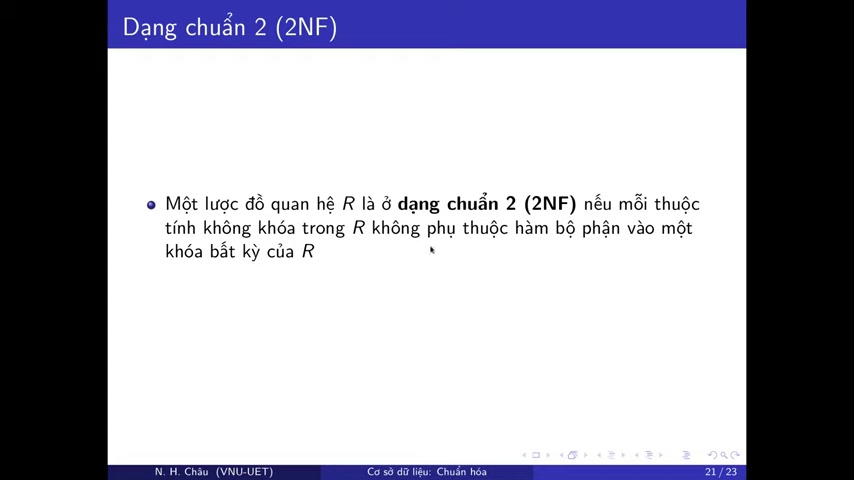 Dạng chuẩn 2 (2NF)
Một lược đồ quan hệ R là ở dạng chuẩn 2 (2NF) nếu mỗi thuộc
tính không khóa trong R không phụ thuộc hàm bộ phận vào một
khóa bất kỳ của R
N. H. Châu (VNU-UET) Cơ sở dữ liệu: Chuẩn hóa 21 / 23